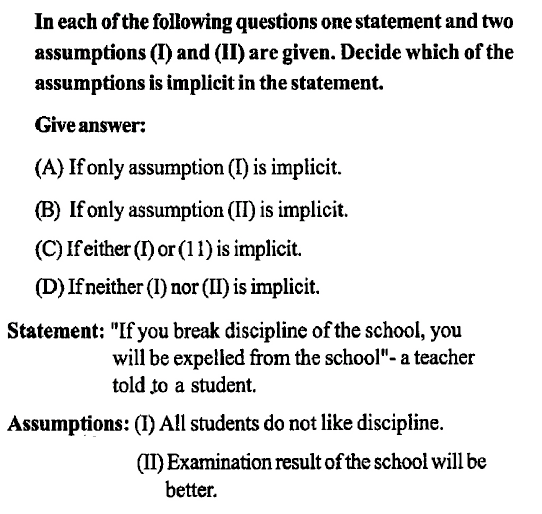 In each of the following questions one statement and two
assumptions (I) and (II) are given. Decide which of the
assumptions is implicit in the statement.
Give answer:
(A) If only assumption (I) is implicit.
(B) If only assumption (II) is implicit.
(C) If either (I) or (11) is implicit.
(D) If neither (I) nor (II) is implicit.
Statement: "If you break discipline of the school, you
will be expelled from the school"- a teacher
told to a student.
Assumptions: (I) All students do not like discipline.
(II) Examination result of the school will be
better.